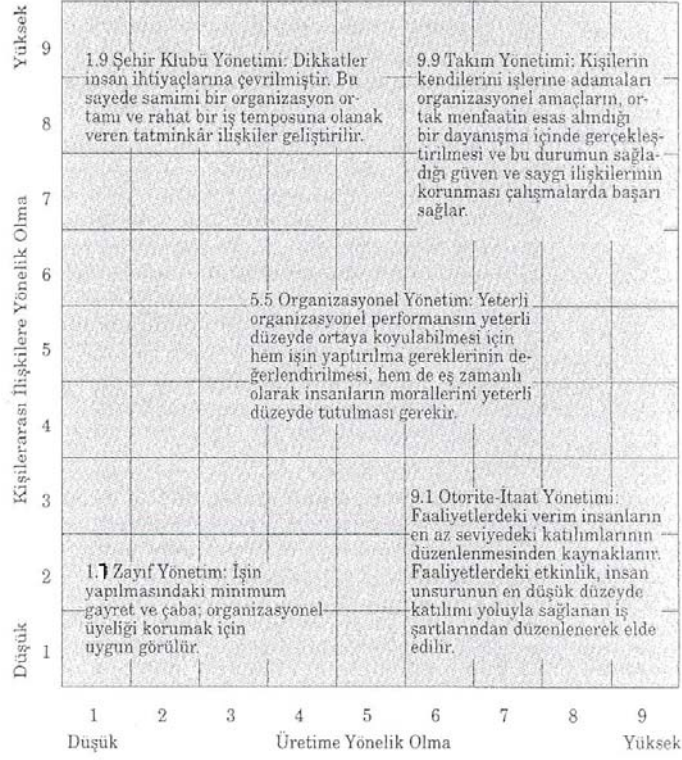 Yüksek
9
8
7
6
5
4
3
2
1
Düşük
Kişilerarası İlişkilere Yönelik Olma
1.9 Şehir Klubü Yönetimi: Dikkatler
insan ihtiyaçlarına çevrilmiştir. Bu
sayede samimi bir organizasyon or-
tamı ve rahat bir iş temposuna olanak
veren tatminkâr ilişkiler geliştirilir.
9.9 Takım Yönetimi: Kişilerin
kendilerini işlerine adamaları
organizasyonel amaçların, or-
tak menfaatin esas alındığı
bir dayanışma içinde gerçekleş-
tirilmesi ve bu durumun sağla-
dığı güven ve saygı ilişkilerinin
korunması çalışmalarda başarı
sağlar.
5.5 Organizasyonel Yönetim: Yeterli
organizasyonel performansın yeterli
düzeyde ortaya koyulabilmesi için
hem işin yaptırılma gereklerinin de-
ğerlendirilmesi, hem de eş zamanlı
olarak insanların morallerini yeterli
düzeyde tutulması gerekir.
1.1 Zayıf Yönetim: İşin
yapılmasındaki minimum
gayret ve çaba; organizasyonel
üyeliği korumak için
uygun görülür.
9.1 Otorite-İtaat Yönetimi:
Faaliyetlerdeki verim insanların
en az seviyedeki katılımlarının
düzenlenmesinden kaynaklanır.
Faaliyetlerdeki etkinlik, insan
unsurunun en düşük düzeyde
katılımı yoluyla sağlanan iş
şartlarından düzenlenerek elde
edilir.
1 2 3 4 5 6 7 8 9
Düşük Üretime Yönelik Olma Yüksek